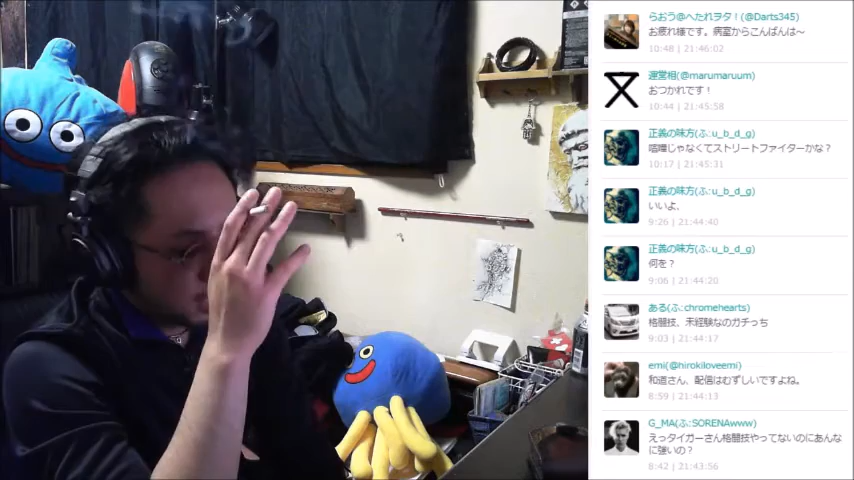 らおう@へたれヲタ！(@Darts345)
お疲れ様です。病室からこんばんは〜
10:48 | 21:46:02
運営相(@marumaruum)
おつかれです！
10:44 | 21:45:58
正義の味方(ふ:u_b_d_g)
喧嘩じゃなくてストリートファイターかな？
10:17 | 21:45:31
正義の味方(ふ:u_b_d_g)
いいよ、
9:26 | 21:44:40
正義の味方(ふ:u_b_d_g)
何を？
9:06 | 21:44:20
ある(ふ:chromehearts)
格闘技、未経験なのガチっち
9:03 | 21:44:17
emi(@hirokiloveemi)
和道さん、配信はむずしいですよね。
8:59 | 21:44:13
G_MA(ふ:SORENAwww)
えっタイガーさん格闘技やってないのにあんな
に強いの？
8:42 | 21:43:56